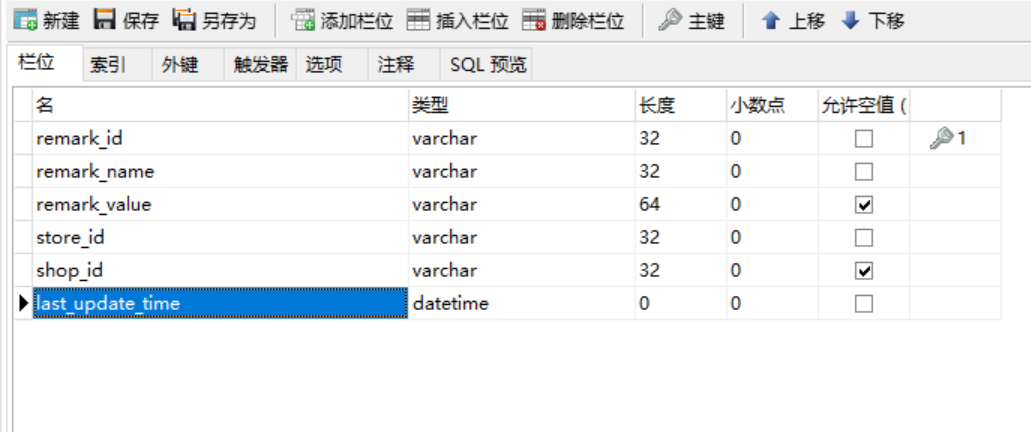 新建 保存 另存为 添加栏位 插入栏位 删除栏位 主键 上移 下移
栏位 索引 外键 触发器 选项 注释 SQL 预览
名 类型 长度 小数点 允许空值 (
remark_id varchar 32 0 1
remark_name varchar 32 0
remark_value varchar 64 0
store_id varchar 32 0
shop_id varchar 32 0
last_update_time datetime 0 0